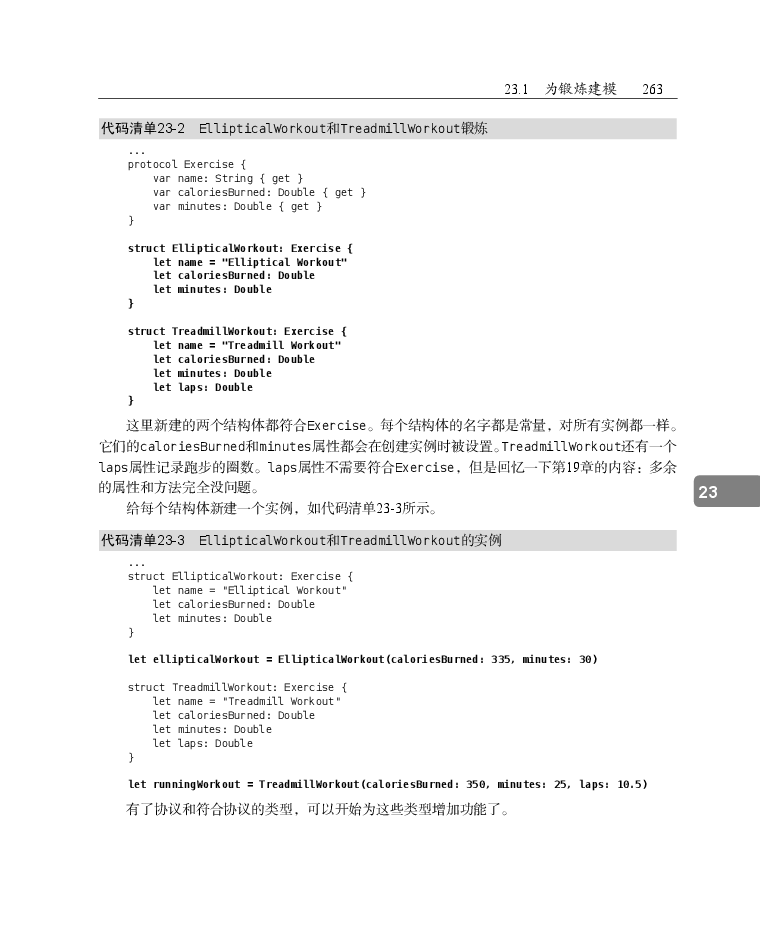 23.1 为锻炼建模 263
代码清单23-2 EllipticalWorkout和TreadmillWorkout锻炼
...
protocol Exercise {
    var name: String { get }
    var caloriesBurned: Double { get }
    var minutes: Double { get }
}
struct EllipticalWorkout: Exercise {
    let name = "Elliptical Workout"
    let caloriesBurned: Double
    let minutes: Double
}
struct TreadmillWorkout: Exercise {
    let name = "Treadmill Workout"
    let caloriesBurned: Double
    let minutes: Double
    let laps: Double
}
这里新建的两个结构体都符合Exercise。每个结构体的名字都是常量，对所有实例都一样。
它们的caloriesBurned和minutes属性都会在创建实例时被设置。TreadmillWorkout还有一个
laps属性记录跑步的圈数。laps属性不需要符合Exercise，但是回忆一下第19章的内容：多余
的属性和方法完全没问题。
给每个结构体新建一个实例，如代码清单23-3所示。
23
代码清单23-3 EllipticalWorkout和TreadmillWorkout的实例
...
struct EllipticalWorkout: Exercise {
    let name = "Elliptical Workout"
    let caloriesBurned: Double
    let minutes: Double
}
let ellipticalWorkout = EllipticalWorkout(caloriesBurned: 335, minutes: 30)
struct TreadmillWorkout: Exercise {
    let name = "Treadmill Workout"
    let caloriesBurned: Double
    let minutes: Double
    let laps: Double
}
let runningWorkout = TreadmillWorkout(caloriesBurned: 350, minutes: 25, laps: 10.5)
有了协议和符合协议的类型，可以开始为这些类型增加功能了。